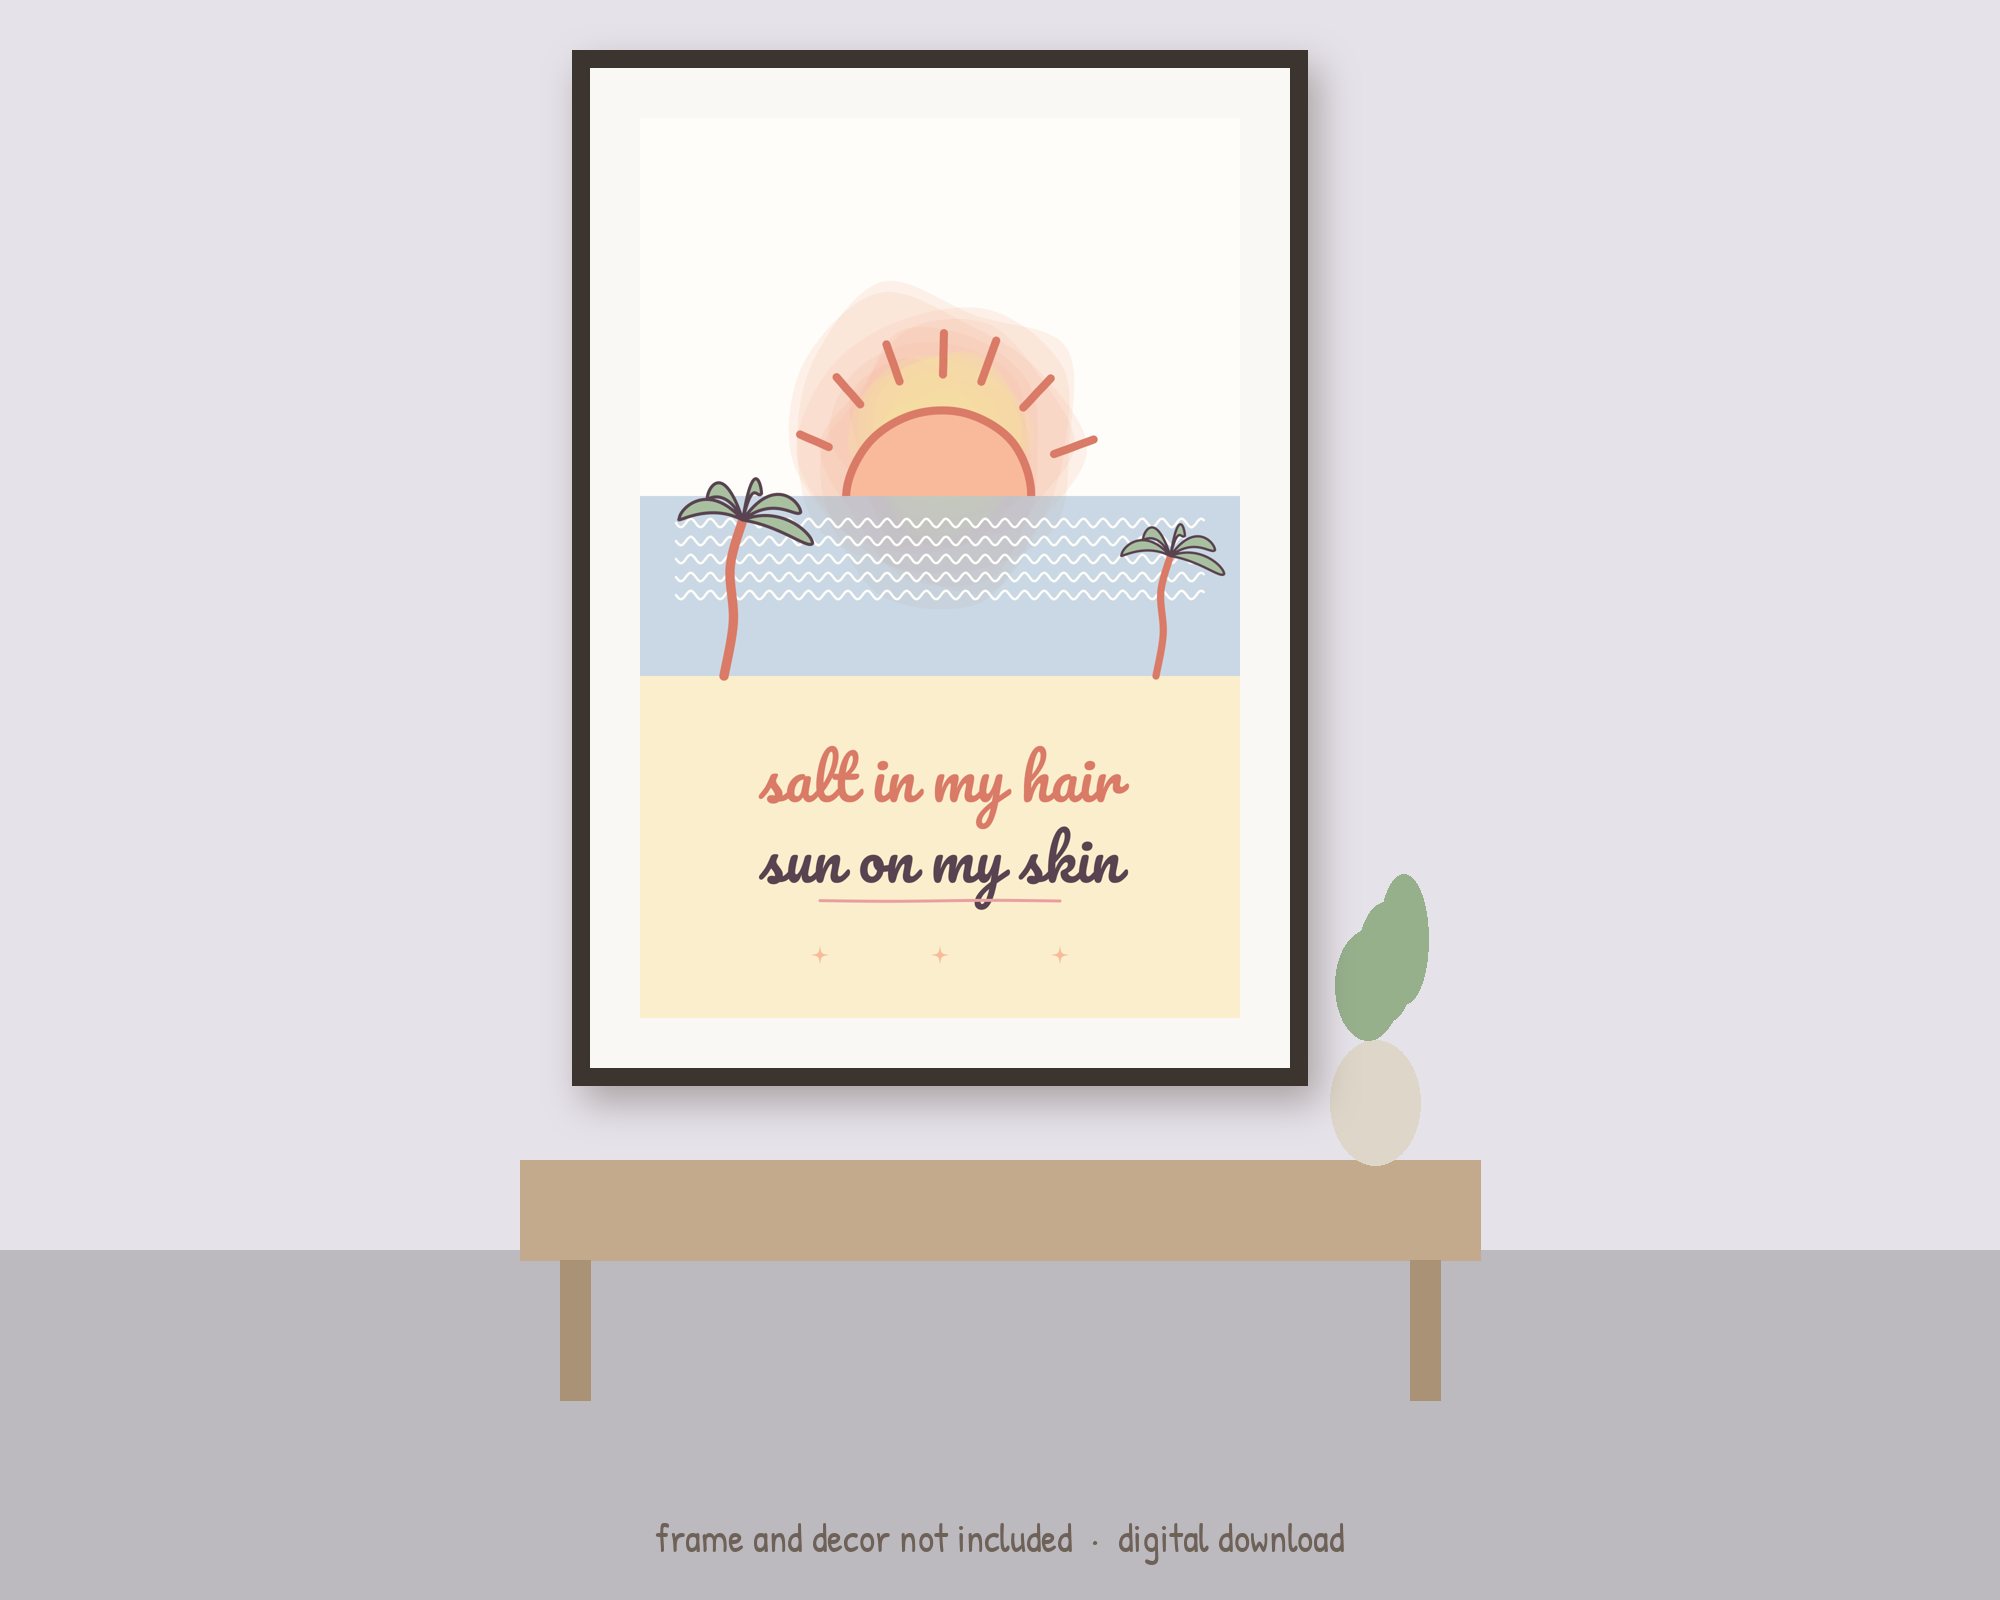 salt in my hair
sun on my skin
frame and decor not included · digital download